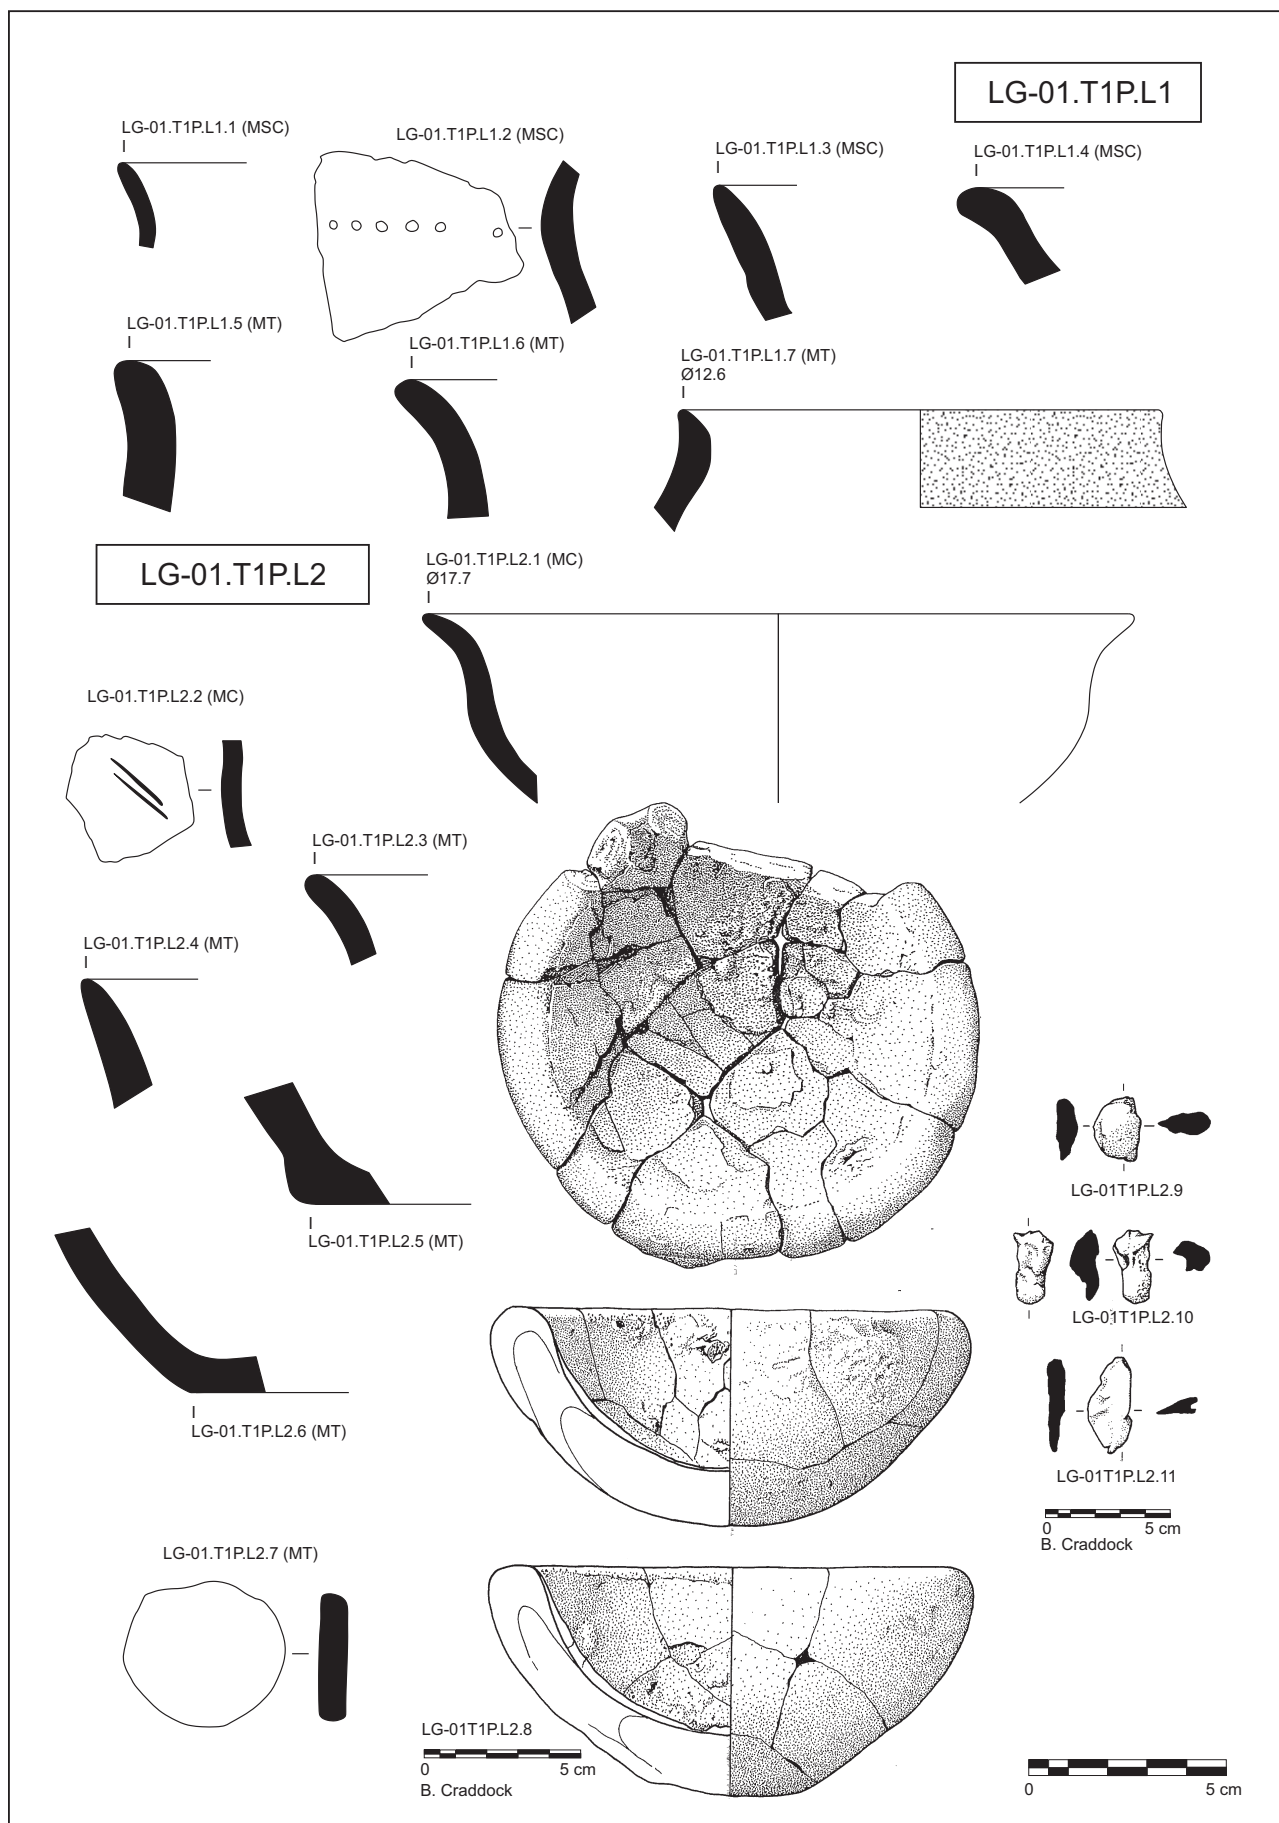 LG-01.T1P.L1
LG-01.T1P.L1.1 (MSC)
LG-01.T1P.L1.2 (MSC)
LG-01.T1P.L1.3 (MSC)
LG-01.T1P.L1.4 (MSC)
LG-01.T1P.L1.5 (MT)
LG-01.T1P.L1.6 (MT)
LG-01.T1P.L1.7 (MT)
Ø12.6
LG-01.T1P.L2
LG-01.T1P.L2.1 (MC)
Ø17.7
LG-01.T1P.L2.2 (MC)
LG-01.T1P.L2.3 (MT)
LG-01.T1P.L2.4 (MT)
LG-01.T1P.L2.5 (MT)
LG-01.T1P.L2.6 (MT)
LG-01T1P.L2.9
LG-01T1P.L2.10
LG-01T1P.L2.11
0 5 cm
B. Craddock
LG-01.T1P.L2.7 (MT)
LG-01T1P.L2.8
0 5 cm
B. Craddock
0 5 cm